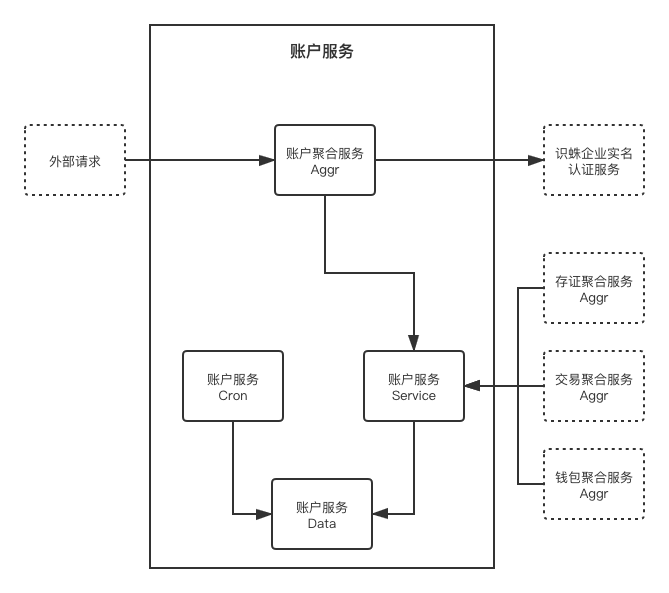 账户服务
外部请求
账户聚合服务
Aggr
识蛛企业实名
认证服务
存证聚合服务
Aggr
账户服务
Cron
账户服务
Service
交易聚合服务
Aggr
钱包聚合服务
Aggr
账户服务
Data